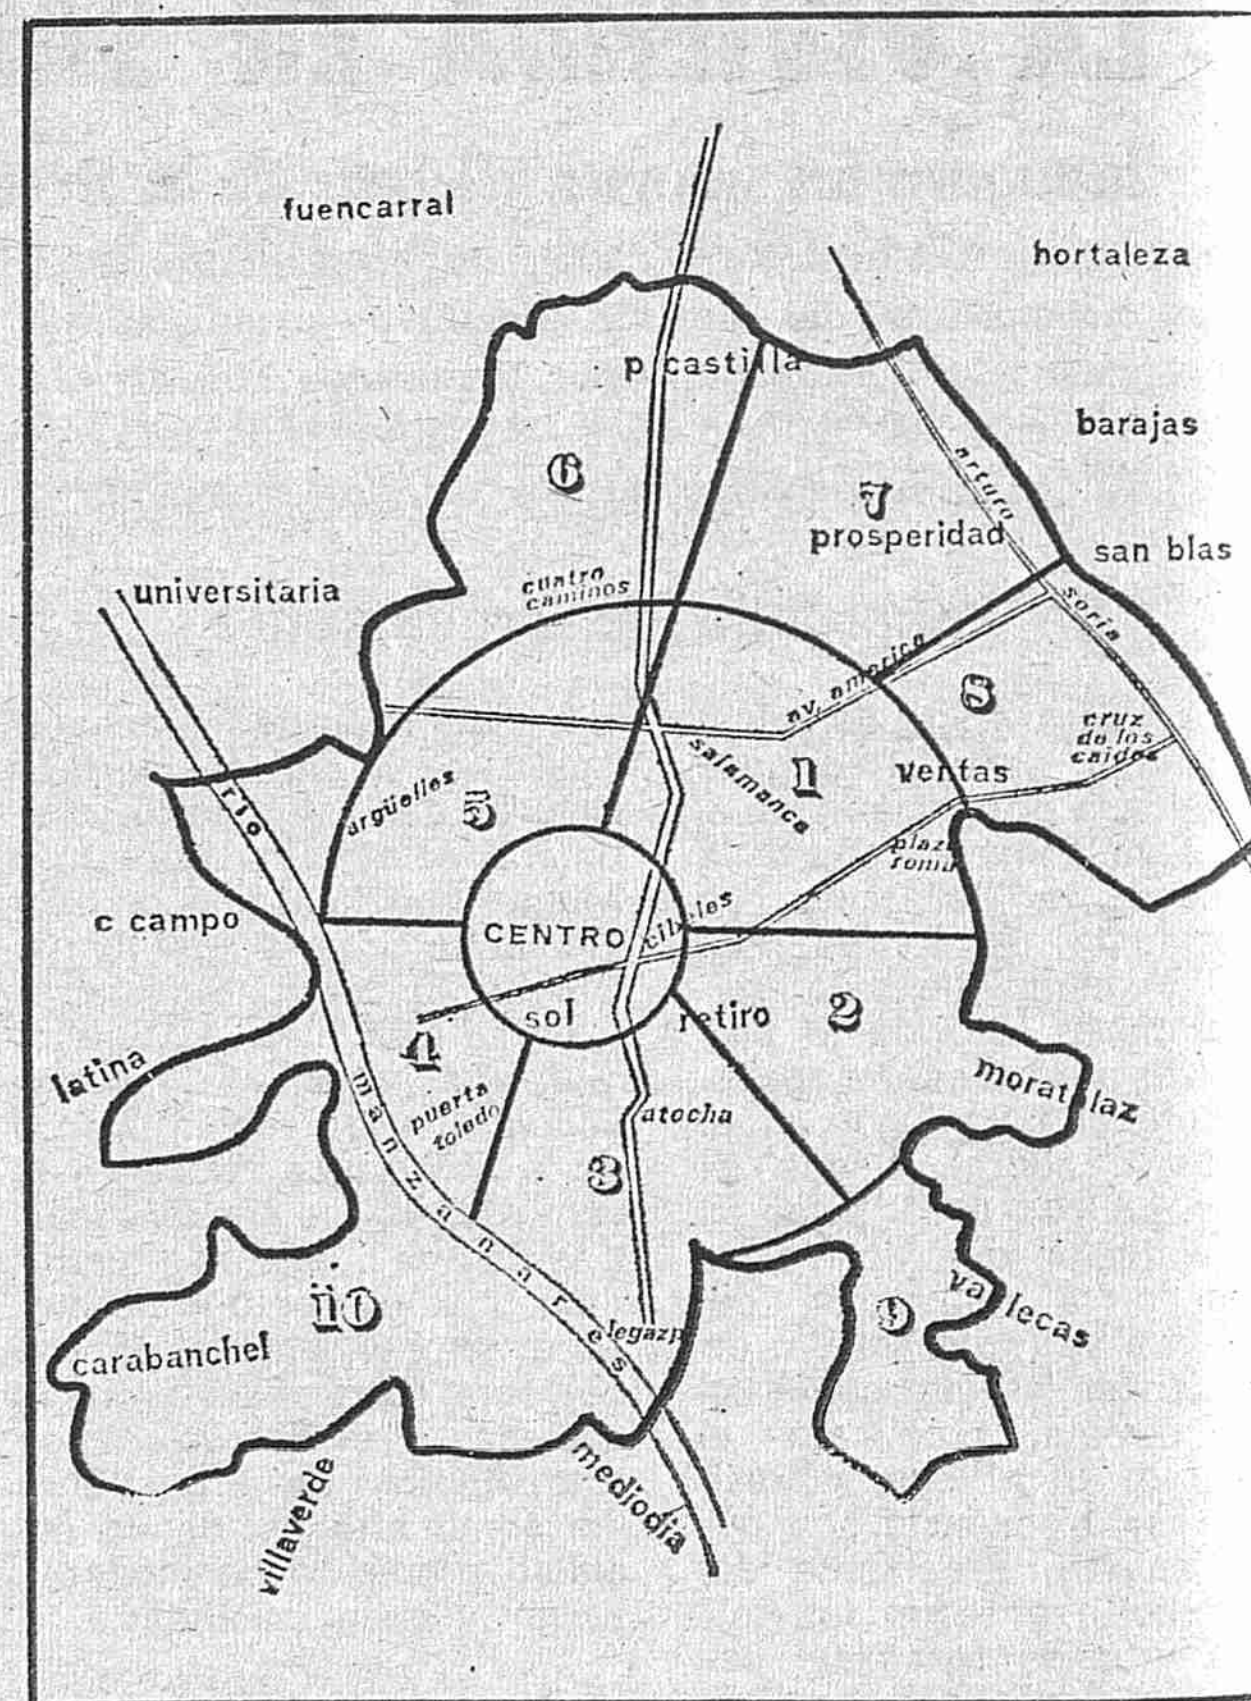 fuencarral
hortaleza
p castilla
barajas
6
arturo
7
prosperidad
san blas
cuatro
caminos
universitaria
soria
av. america
8
cruz
de los
caidos
salamanca
1
ventas
argüelles
5
rio
plaza
roma
c campo
CENTRO
cibeles
sol
retiro
2
4
latina
moratalaz
manzanares
puerta
toledo
atocha
3
vallecas
10
9
legazpi
carabanchel
mediodia
villaverde